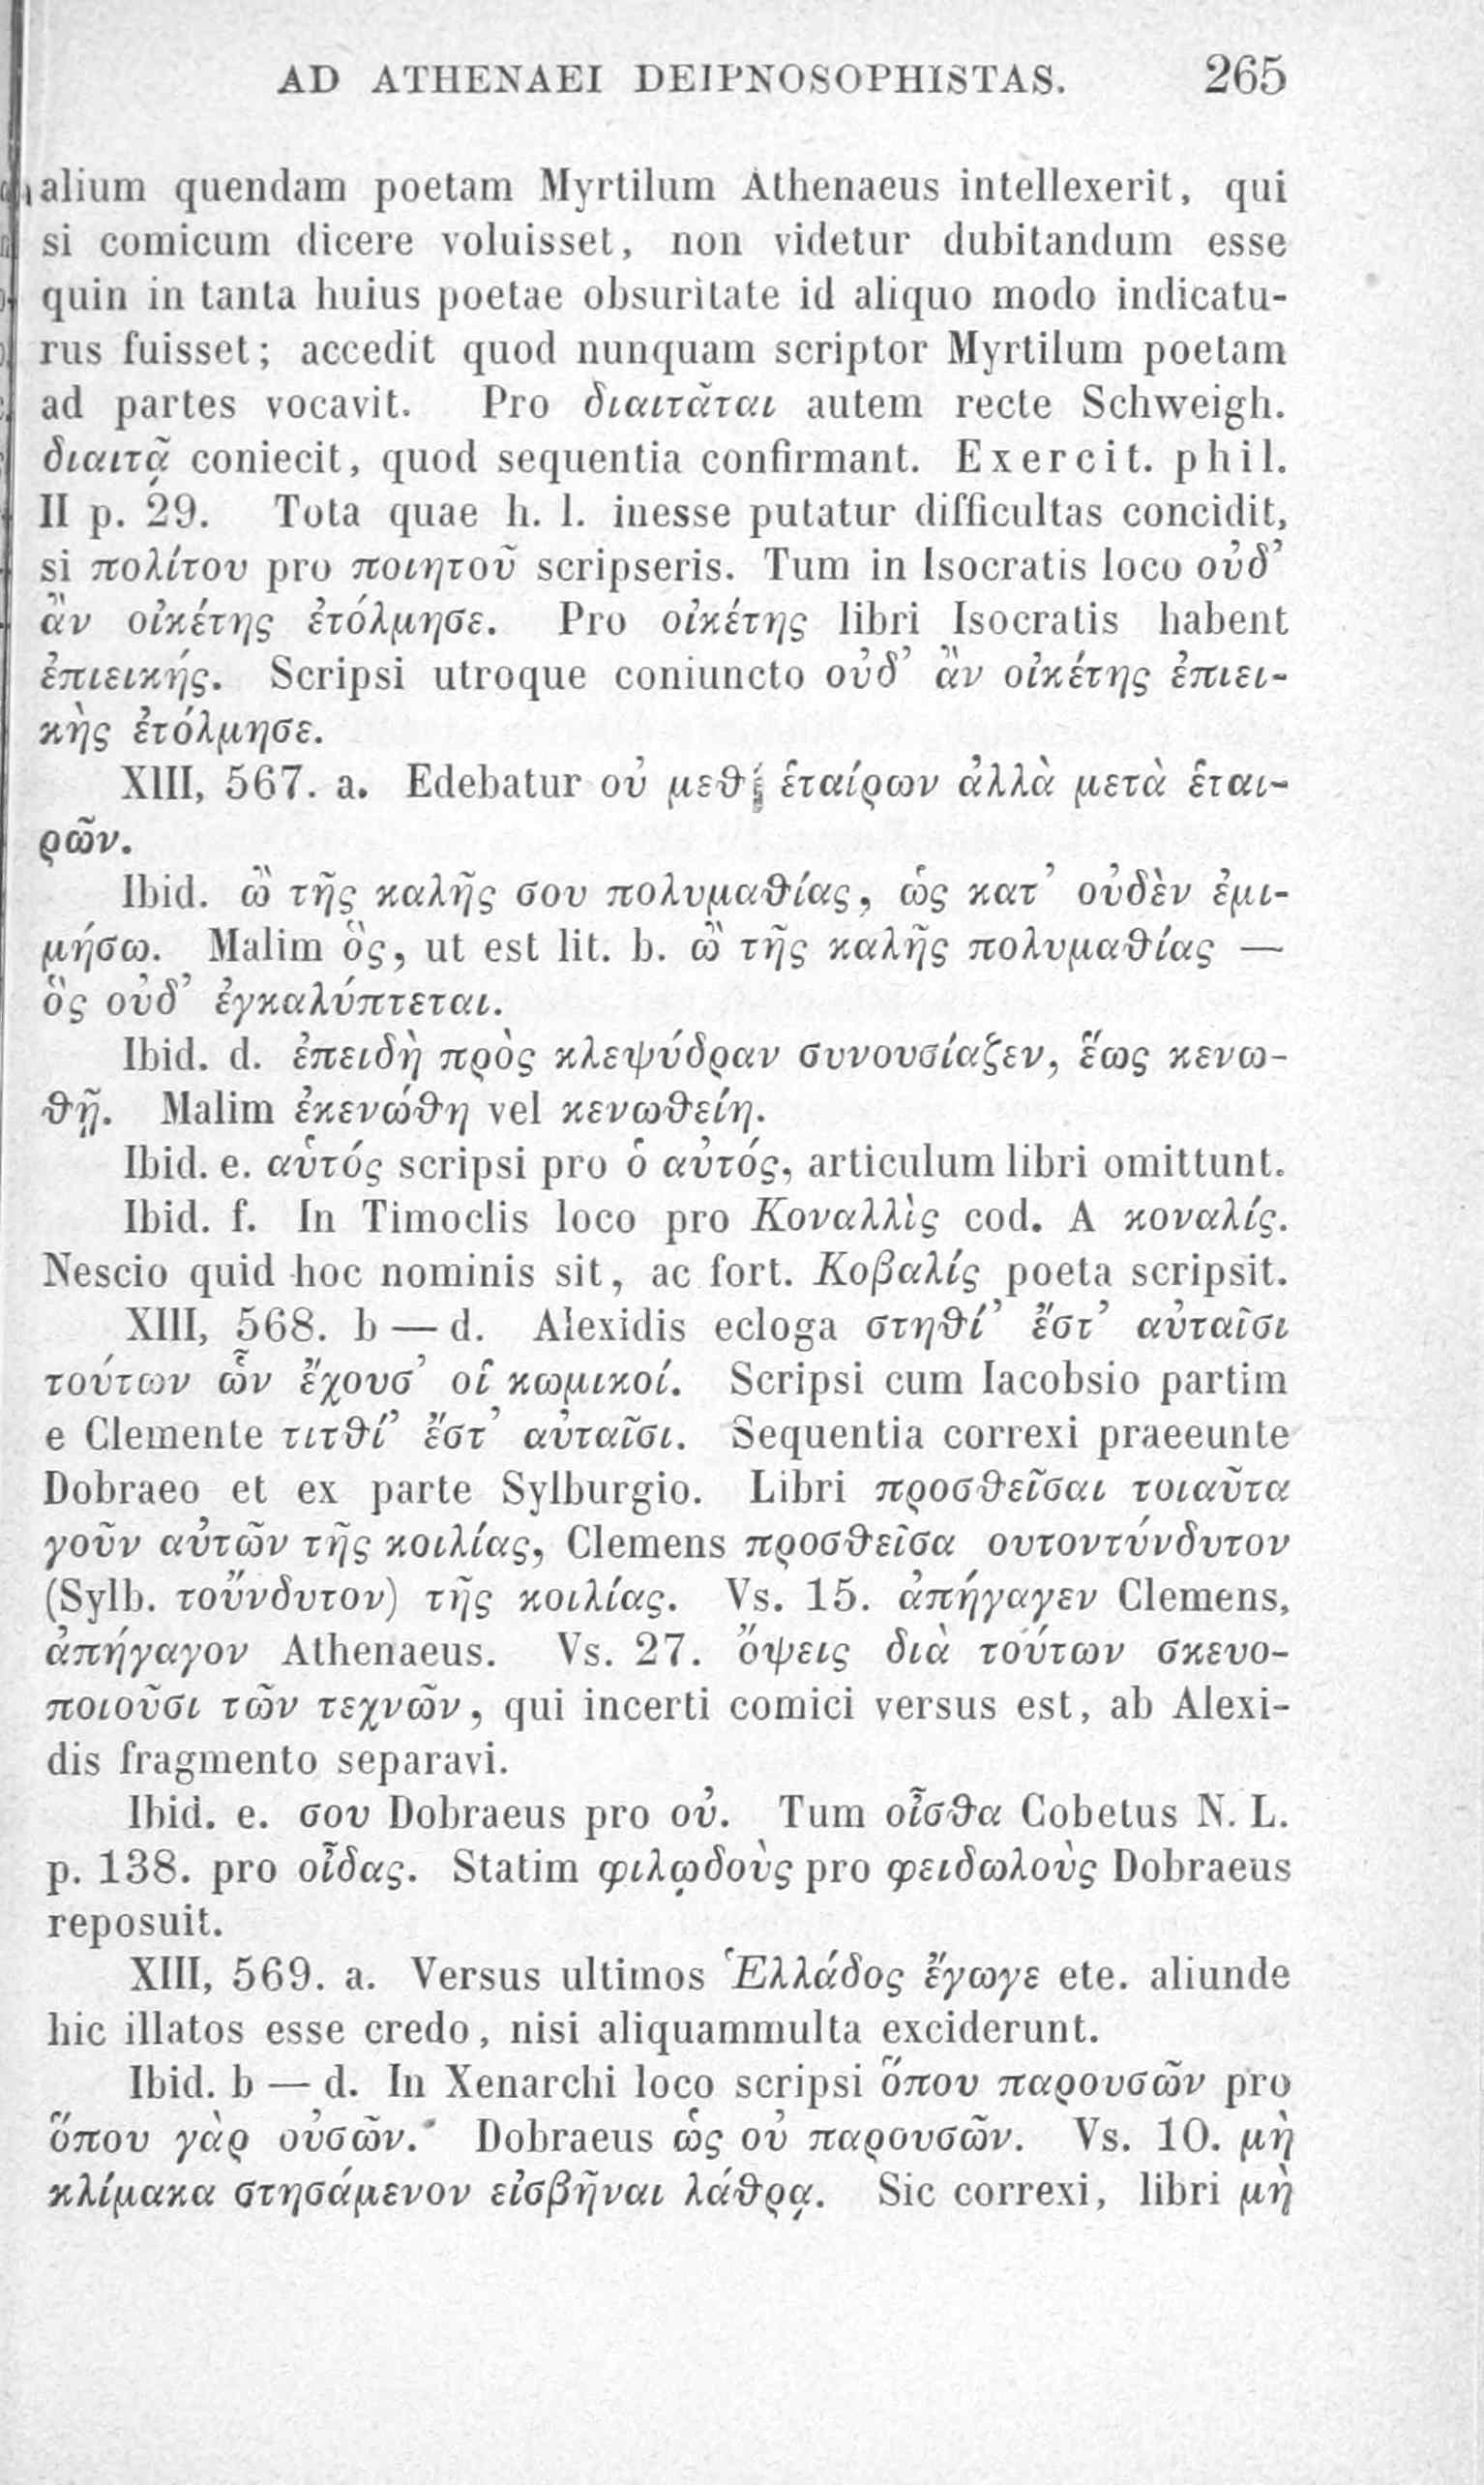 AD ATHENAEI DEIPNOSOPHISTAS. 265
alium quendam poetam Myrtilum Athenaeus intellexerit, qui
si comicum dicere voluisset, non videtur dubitandum esse
quin in tanta huius poetae obsuritate id aliquo modo indicatu-
rus fuisset; accedit quod nunquam scriptor Myrtilum poetam
ad partes vocavit. Pro διαιτᾶται autem recte Schweigh.
διαιτᾷ coniecit, quod sequentia confirmant. Exercit. phil.
II p. 29. Tota quae h. l. inesse putatur difficultas concidit,
si πολίτου pro ποιητοῦ scripseris. Tum in Isocratis loco οὐδ᾽
ἂν οἰκέτης ἐτόλμησε. Pro οἰκέτης libri Isocratis habent
ἐπιεικής. Scripsi utroque coniuncto οὐδ᾽ ἂν οἰκέτης ἐπιει-
κὴς ἐτόλμησε.
XIII, 567. a. Edebatur οὐ μεθ᾽ ἑταίρων ἀλλὰ μετὰ ἑται-
ρῶν.
Ibid. ὢ τῆς καλῆς σου πολυμαθίας, ὡς κατ᾽ οὐδὲν ἐμι-
μήσω. Malim ὃς, ut est lit. b. ὢ τῆς καλῆς πολυμαθίας —
ὃς οὐδ᾽ ἐγκαλύπτεται.
Ibid. d. ἐπειδὴ πρὸς κλεψύδραν συνουσίαζεν, ἕως κενω-
θῇ. Malim ἐκενώθη vel κενωθείη.
Ibid. e. αὑτός scripsi pro ὁ αὐτός, articulum libri omittunt.
Ibid. f. In Timoclis loco pro Κοναλλὶς cod. A κοναλίς.
Nescio quid hoc nominis sit, ac fort. Κοβαλίς poeta scripsit.
XIII, 568. b — d. Alexidis ecloga στηθί᾽ ἔστ᾽ αὐταῖσι
τούτων ὧν ἔχουσ᾽ οἱ κωμικοί. Scripsi cum Iacobsio partim
e Clemente τιτθί᾽ ἔστ᾽ αὐταῖσι. Sequentia correxi praeeunte
Dobraeo et ex parte Sylburgio. Libri προσθεῖσαι τοιαῦτα
γοῦν αὐτῶν τῆς κοιλίας, Clemens προσθεῖσα ουτοντύνδυτον
(Sylb. τοὔνδυτον) τῆς κοιλίας. Vs. 15. ἀπήγαγεν Clemens,
ἀπήγαγον Athenaeus. Vs. 27. ὄψεις διὰ τούτων σκευο-
ποιοῦσι τῶν τεχνῶν, qui incerti comici versus est, ab Alexi-
dis fragmento separavi.
Ibid. e. σου Dobraeus pro οὐ. Tum οἶσθα Cobetus N. L.
p. 138. pro οἶδας. Statim φιλῳδοὺς pro φειδωλοὺς Dobraeus
reposuit.
XIII, 569. a. Versus ultimos Ἑλλάδος ἔγωγε ete. aliunde
hic illatos esse credo, nisi aliquammulta exciderunt.
Ibid. b — d. In Xenarchi loco scripsi ὅπου παρουσῶν pro
ὅπου γὰρ οὐσῶν. Dobraeus ὡς οὐ παρουσῶν. Vs. 10. μὴ
κλίμακα στησάμενον εἰσβῆναι λάθρᾳ. Sic correxi, libri μὴ